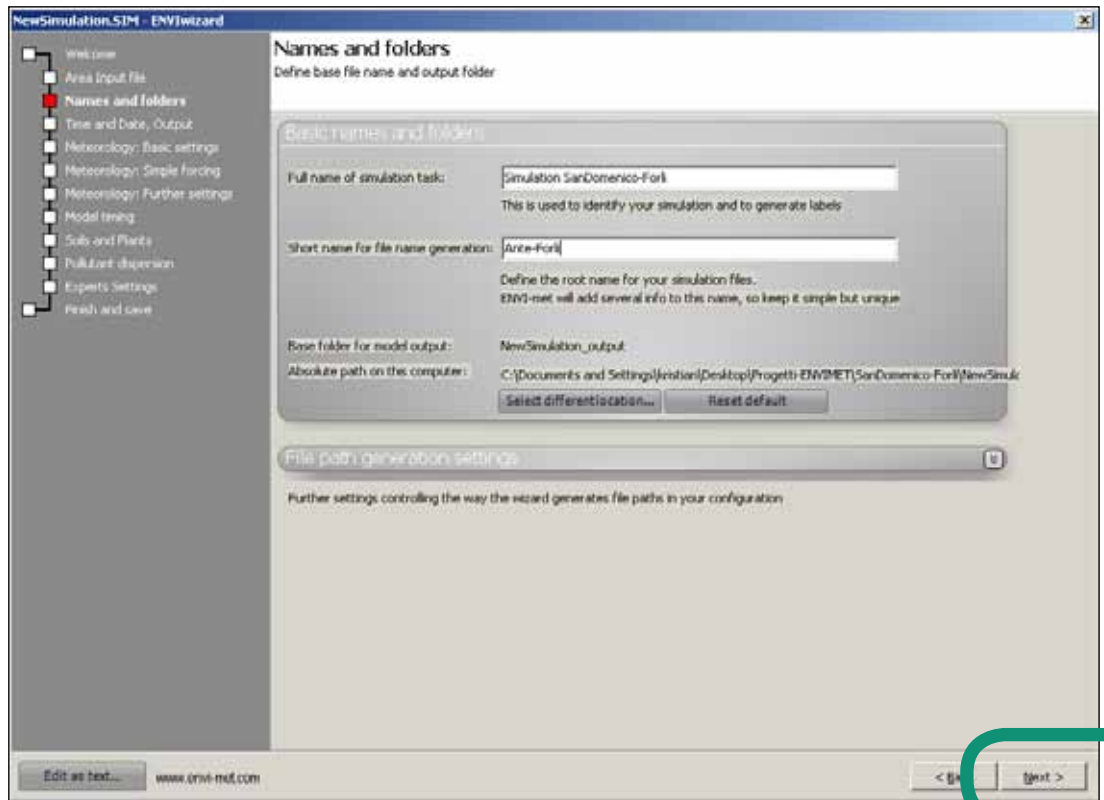 NewSimulation.SIM - ENVIwizard
Welcome
Area Input file
Names and folders
Time and Date, Output
Meteorology: Basic settings
Meteorology: Simple forcing
Meteorology: Further settings
Model timing
Soils and Plants
Pollutant dispersion
Experts Settings
Finish and save
Names and folders
Define base file name and output folder
Basic names and folders
Full name of simulation task: Simulation SanDomenico-Forli
This is used to identify your simulation and to generate labels
Short name for file name generation: Ante-Forli
Define the root name for your simulation files.
ENVI-met will add several info to this name, so keep it simple but unique
Base folder for model output: NewSimulation_output
Absolute path on this computer: C:\Documents and Settings\kristian\Desktop\Progetti-ENVIMET\SanDomenico-Forli\NewSimul
Select different location... Reset default
File path generation settings
Further settings controlling the way the wizard generates file paths in your configuration
Edit as text... www.envi-met.com < Next >